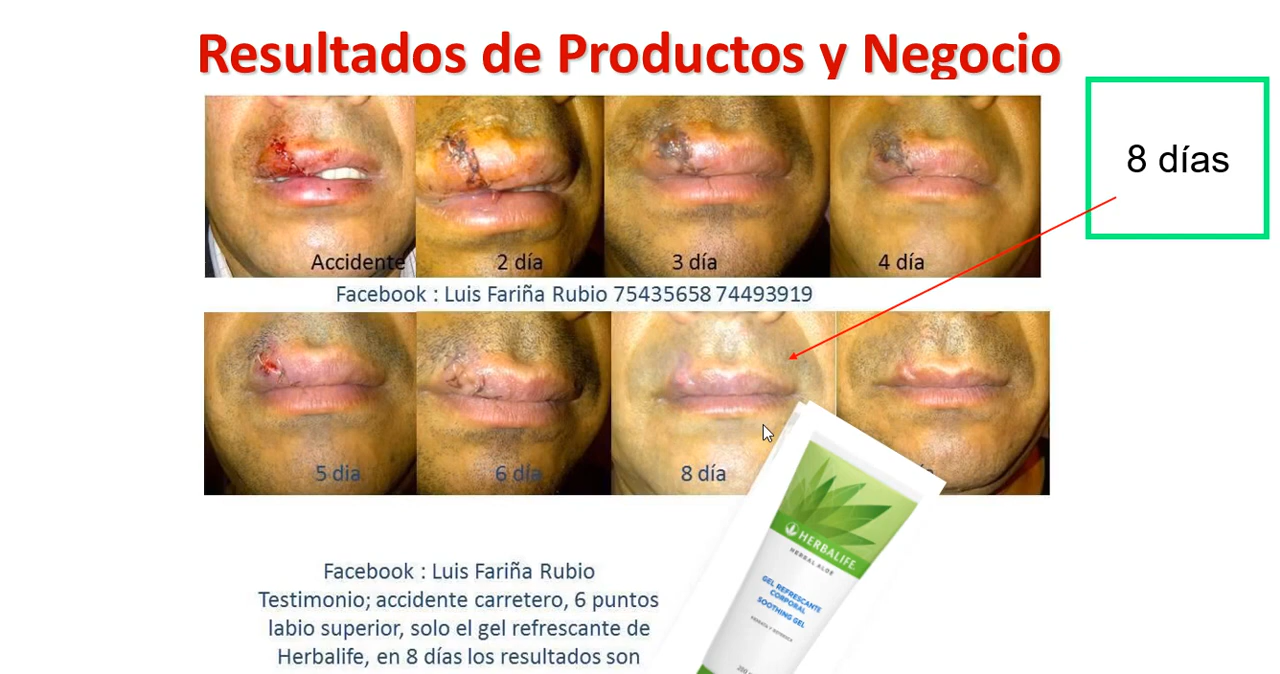 Resultados de Productos y Negocio
8 días
Accidente
2 día
3 día
4 día
Facebook : Luis Fariña Rubio 75435658 74493919
5 dia
6 día
8 día
Facebook : Luis Fariña Rubio
Testimonio; accidente carretero, 6 puntos
labio superior, solo el gel refrescante de
Herbalife, en 8 días los resultados son
HERBALIFE
HERBAL ALOE
GEL REFRESCANTE
CORPORAL
SOOTHING GEL